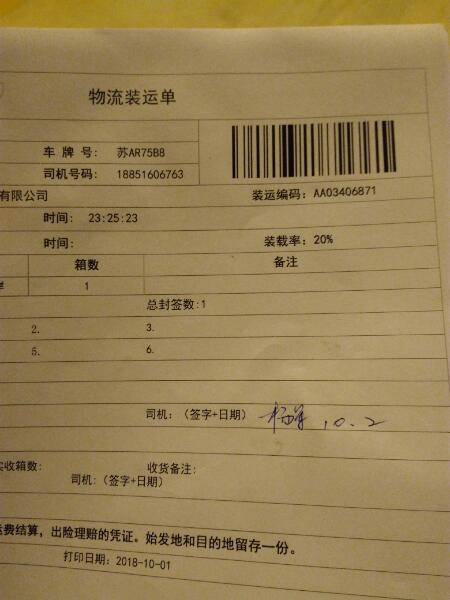 物流装运单
车 牌 号: 苏AR75B8
司机号码: 18851606763
有限公司 装运编码: AA03406871
时间: 23:25:23
时间: 装载率: 20%
箱数 备注
1
总封签数:1
2. 3.
5. 6.
司机:(签字+日期) 10.2
实收箱数: 收货备注:
司机:(签字+日期)
运费结算,出险理赔的凭证。始发地和目的地留存一份。
打印日期: 2018-10-01